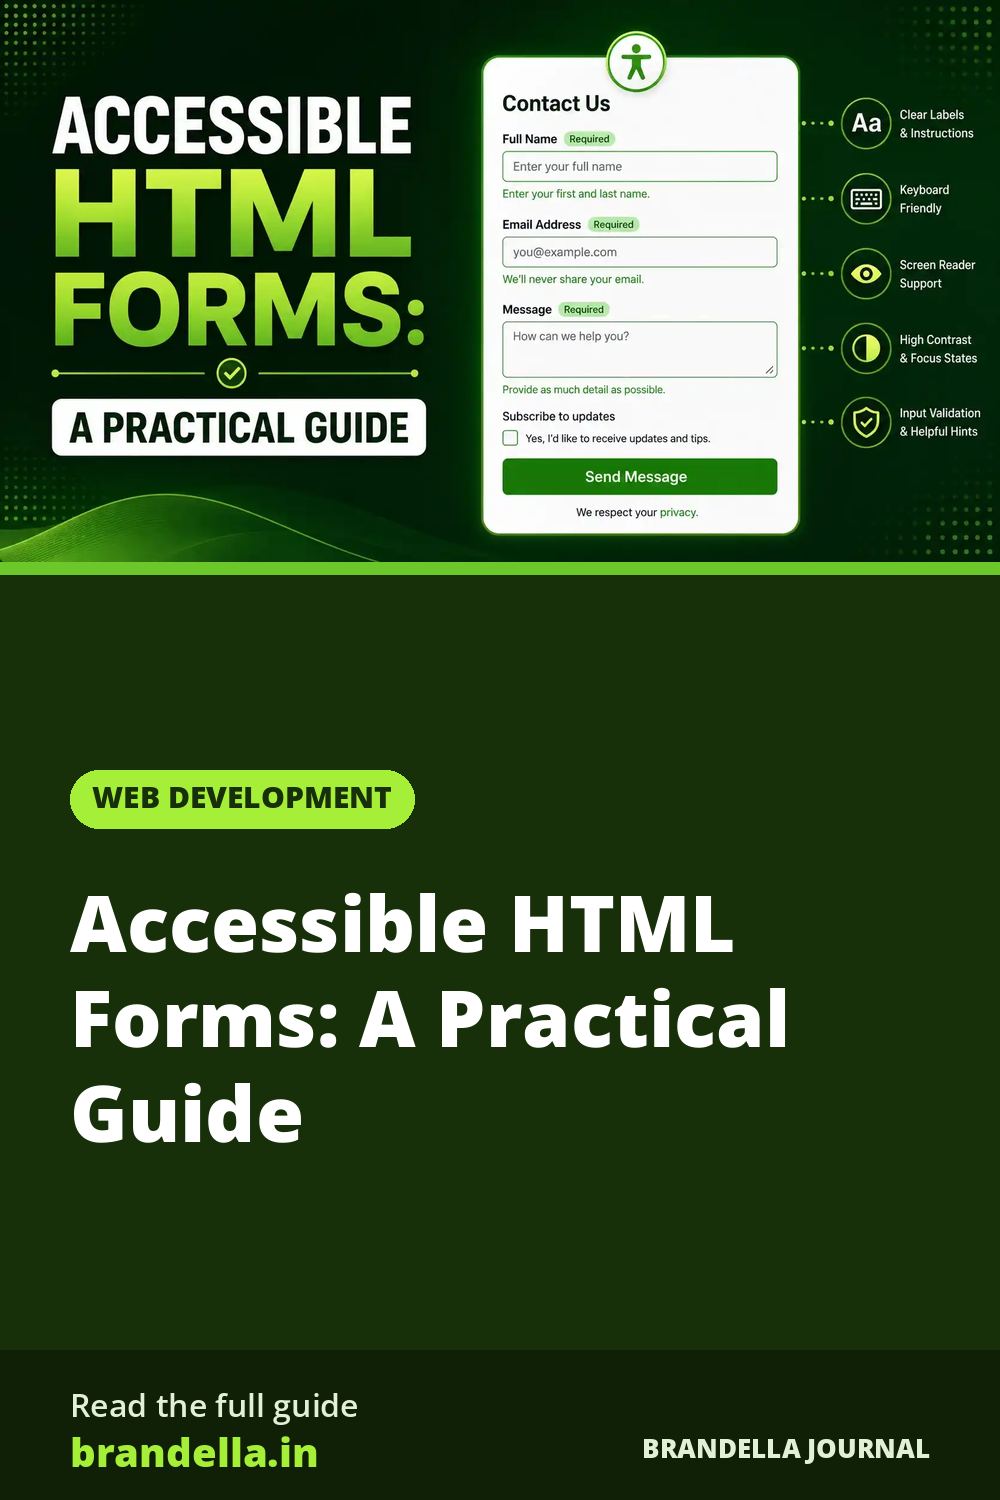 ACCESSIBLE
HTML
FORMS:
A PRACTICAL GUIDE
Contact Us
Full Name Required
Enter your full name
Enter your first and last name.
Email Address Required
you@example.com
We'll never share your email.
Message Required
How can we help you?
Provide as much detail as possible.
Subscribe to updates
Yes, I'd like to receive updates and tips.
Send Message
We respect your privacy.
Aa
Clear Labels
& Instructions
Keyboard
Friendly
Screen Reader
Support
High Contrast
& Focus States
Input Validation
& Helpful Hints
WEB DEVELOPMENT
Accessible HTML
Forms: A Practical
Guide
Read the full guide
brandella.in
BRANDELLA JOURNAL